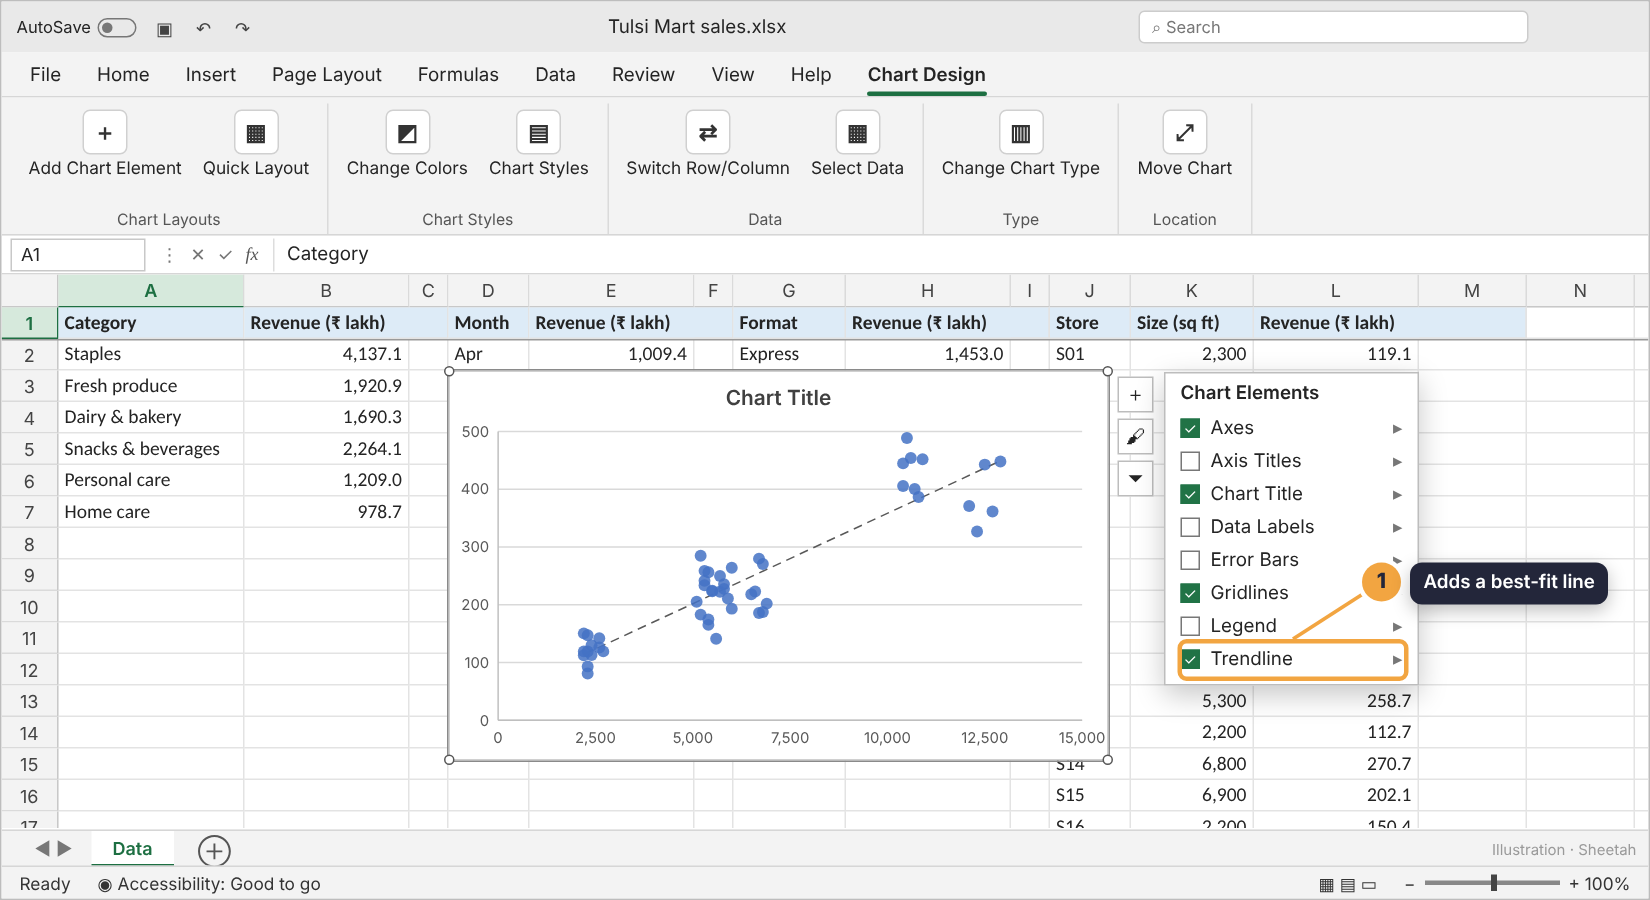 AutoSave Tulsi Mart sales.xlsx Search
File Home Insert Page Layout Formulas Data Review View Help Chart Design
Add Chart Element Quick Layout Change Colors Chart Styles Switch Row/Column Select Data Change Chart Type Move Chart
Chart Layouts Chart Styles Data Type Location
A1 fx Category
A B C D E F G H I J K L M N
1 Category Revenue (₹ lakh) Month Revenue (₹ lakh) Format Revenue (₹ lakh) Store Size (sq ft) Revenue (₹ lakh)
2 Staples 4,137.1 Apr 1,009.4 Express 1,453.0 S01 2,300 119.1
3 Fresh produce 1,920.9
4 Dairy & bakery 1,690.3
5 Snacks & beverages 2,264.1
6 Personal care 1,209.0
7 Home care 978.7
8
9
10
11
12
13 5,300 258.7
14 2,200 112.7
15 S14 6,800 270.7
16 S15 6,900 202.1
17 S16 2,200 150.4
Chart Title
500
400
300
200
100
0
0 2,500 5,000 7,500 10,000 12,500 15,000
+
Chart Elements
Axes
Axis Titles
Chart Title
Data Labels
Error Bars
Gridlines
Legend
Trendline
1 Adds a best-fit line
Data
Illustration · Sheetah
Ready Accessibility: Good to go − + 100%